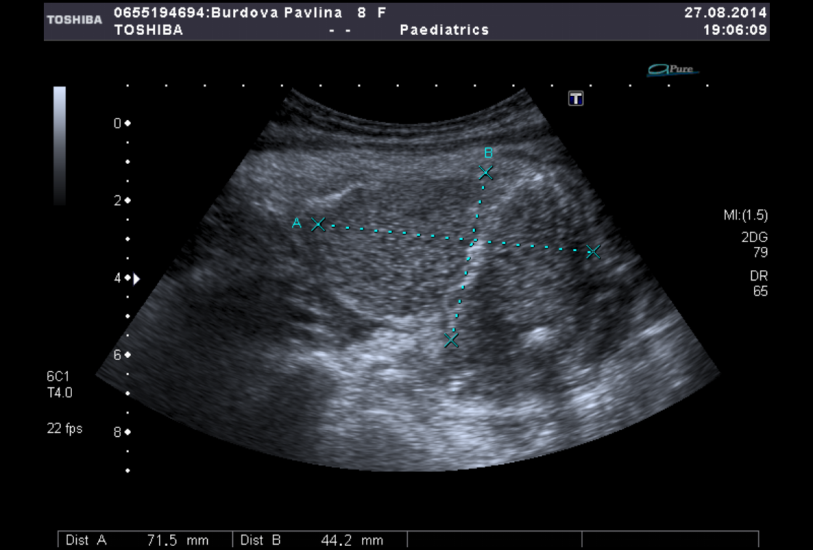 TOSHIBA
0655194694:Burdova Pavlina 8 F
27.08.2014
TOSHIBA
- -
Paediatrics
19:06:09
aPure
T
B
A
0
2
4
6
8
MI:(1.5)
2DG
79
DR
65
6C1
T4.0
22 fps
Dist A 71.5 mm
Dist B 44.2 mm